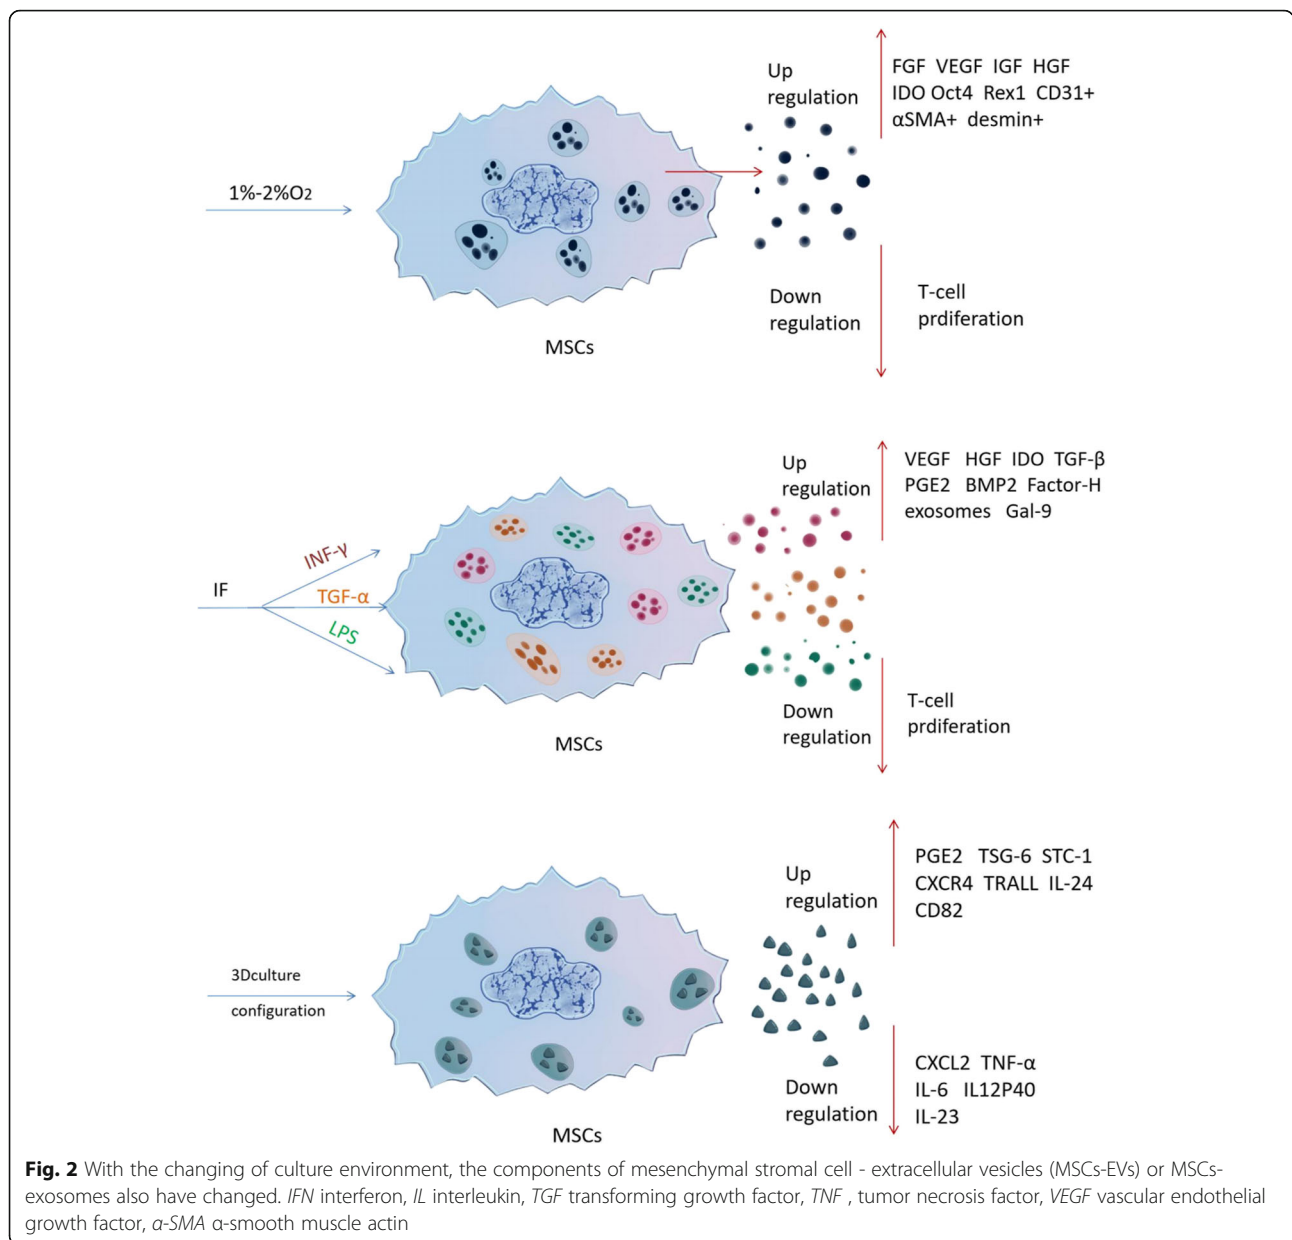 Up
regulation
FGF VEGF IGF HGF
IDO Oct4 Rex1 CD31+
αSMA+ desmin+
1%-2%O2
Down
regulation
T-cell
prdiferation
MSCs
Up
regulation
VEGF HGF IDO TGF-β
PGE2 BMP2 Factor-H
exosomes Gal-9
IF
INF-γ
TGF-α
LPS
Down
regulation
T-cell
prdiferation
MSCs
Up
regulation
PGE2 TSG-6 STC-1
CXCR4 TRALL IL-24
CD82
3Dculture
configuration
Down
regulation
CXCL2 TNF-α
IL-6 IL12P40
IL-23
MSCs
Fig. 2 With the changing of culture environment, the components of mesenchymal stromal cell - extracellular vesicles (MSCs-EVs) or MSCs-
exosomes also have changed. IFN interferon, IL interleukin, TGF transforming growth factor, TNF , tumor necrosis factor, VEGF vascular endothelial
growth factor, α-SMA α-smooth muscle actin